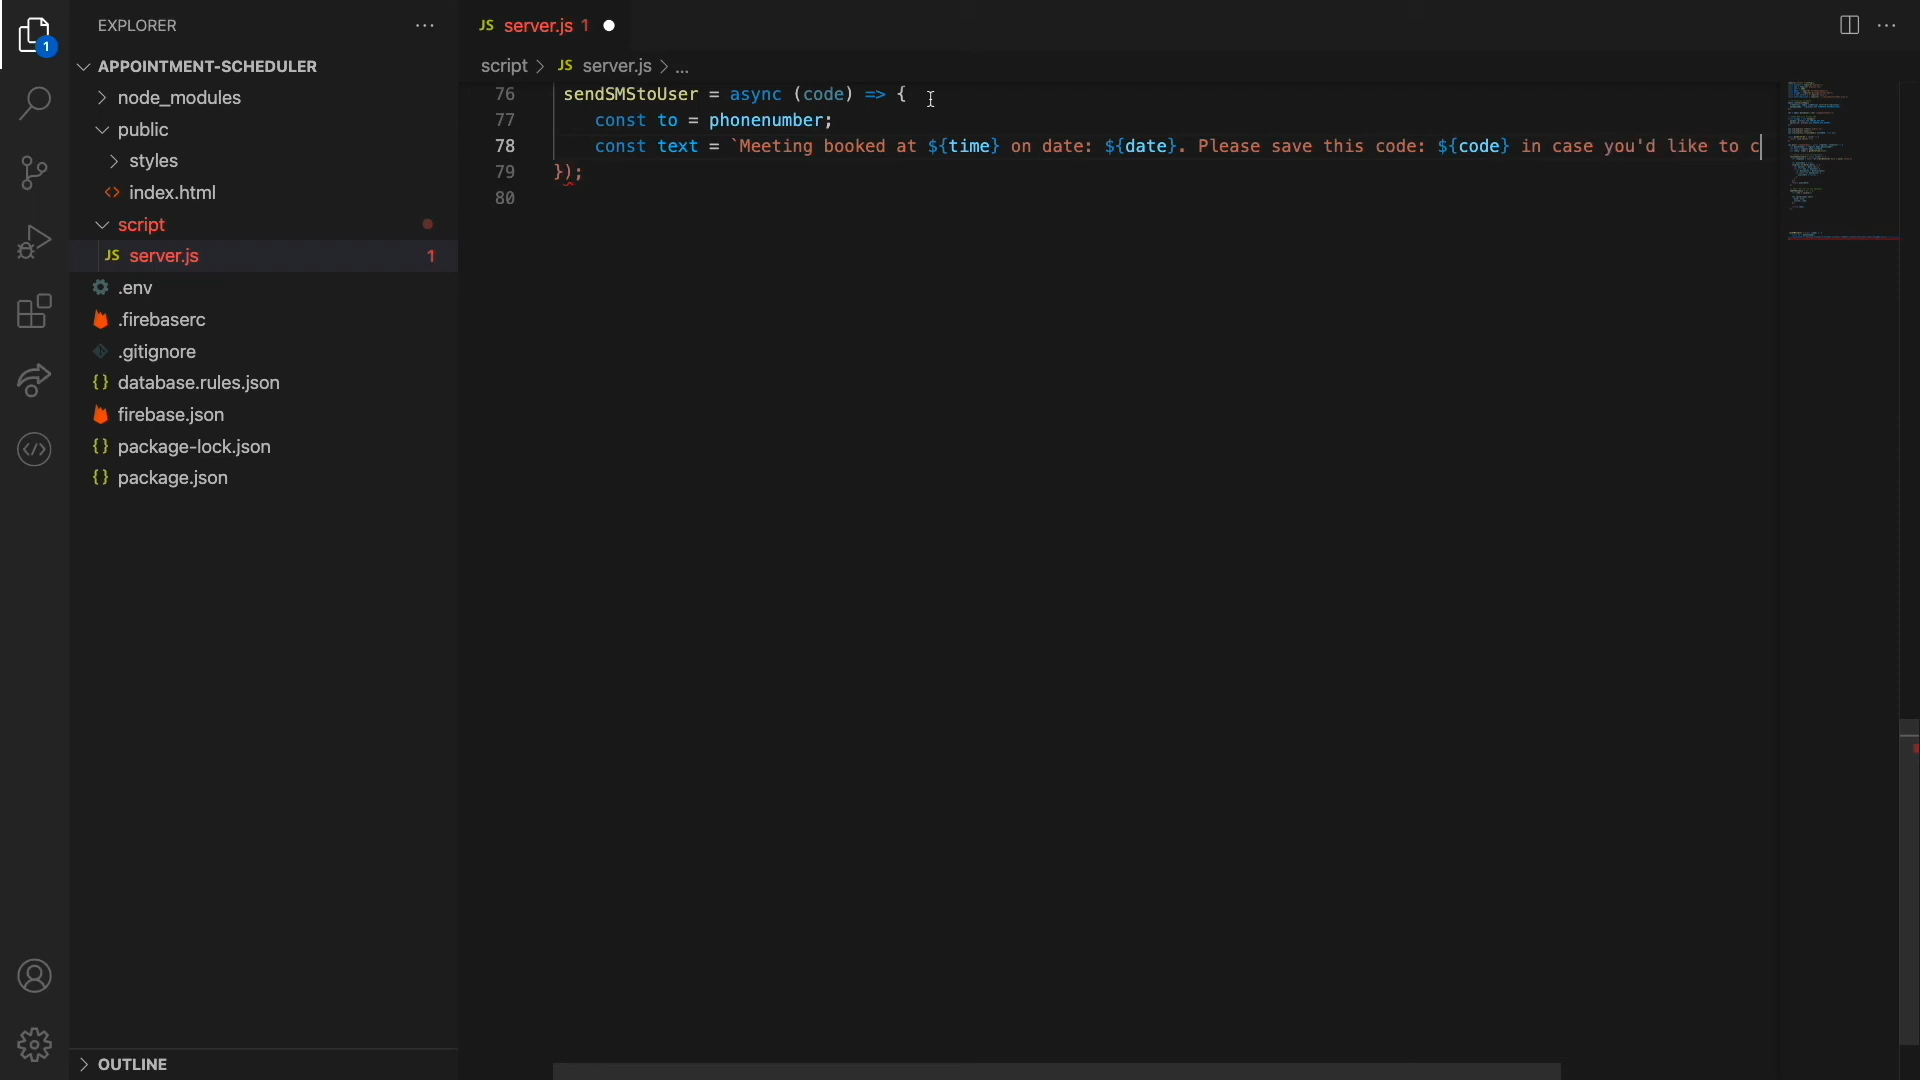 EXPLORER
APPOINTMENT-SCHEDULER
node_modules
public
styles
index.html
script
JS server.js 1
.env
.firebaserc
.gitignore
{} database.rules.json
firebase.json
{} package-lock.json
{} package.json
OUTLINE
1
JS server.js 1
script > JS server.js > ...
76 sendSMStoUser = async (code) => {
77 const to = phonenumber;
78 const text = `Meeting booked at ${time} on date: ${date}. Please save this code: ${code} in case you'd like to c
79 });
80